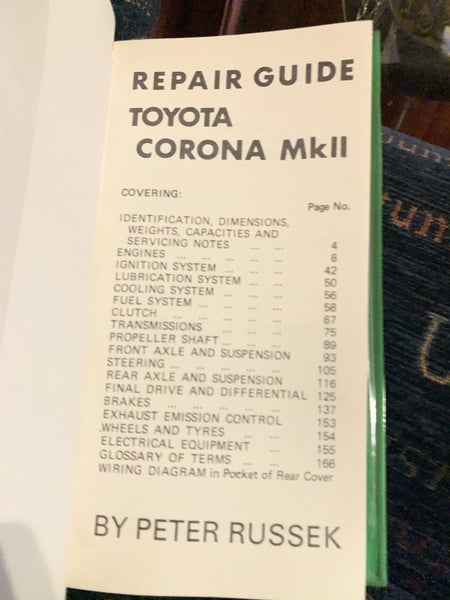 REPAIR GUIDE
TOYOTA
CORONA MkII
COVERING:
Page No.
IDENTIFICATION, DIMENSIONS,
WEIGHTS, CAPACITIES AND
SERVICING NOTES ... ... 4
ENGINES ... ... ... ... ... 8
IGNITION SYSTEM ... ... ... 42
LUBRICATION SYSTEM ... ... 50
COOLING SYSTEM ... ... ... 56
FUEL SYSTEM ... ... ... ... 58
CLUTCH ... ... ... ... ... 67
TRANSMISSIONS ... ... ... 75
PROPELLER SHAFT ... ... ... 89
FRONT AXLE AND SUSPENSION 93
STEERING ... ... ... ... ... 105
REAR AXLE AND SUSPENSION 116
FINAL DRIVE AND DIFFERENTIAL 125
BRAKES ... ... ... ... ... 137
EXHAUST EMISSION CONTROL 153
WHEELS AND TYRES ... ... 154
ELECTRICAL EQUIPMENT ... 155
GLOSSARY OF TERMS ... ... 166
WIRING DIAGRAM in Pocket of Rear Cover
BY PETER RUSSEK